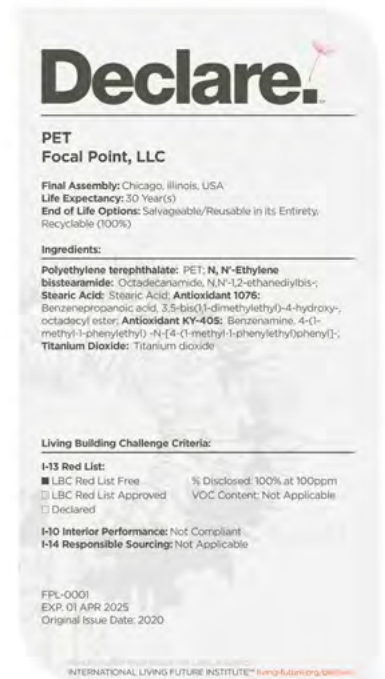 Declare.
PET
Focal Point, LLC
Final Assembly: Chicago, Illinois, USA
Life Expectancy: 30 Year(s)
End of Life Options: Salvageable/Reusable in its Entirety,
Recyclable (100%)
Ingredients:
Polyethylene terephthalate: PET; N, N'-Ethylene
bisstearamide: Octadecanamide, N,N'-1,2-ethanediylbis-;
Stearic Acid: Stearic Acid; Antioxidant 1076:
Benzenepropanoic acid, 3,5-bis(1,1-dimethylethyl)-4-hydroxy-,
octadecyl ester; Antioxidant KY-405: Benzenamine, 4-(1-
methyl-1-phenylethyl) -N-[4-(1-methyl-1-phenylethyl)phenyl]-;
Titanium Dioxide: Titanium dioxide
Living Building Challenge Criteria:
I-13 Red List:
■ LBC Red List Free % Disclosed: 100% at 100ppm
□ LBC Red List Approved VOC Content: Not Applicable
□ Declared
I-10 Interior Performance: Not Compliant
I-14 Responsible Sourcing: Not Applicable
FPL-0001
EXP. 01 APR 2025
Original Issue Date: 2020
INTERNATIONAL LIVING FUTURE INSTITUTE™ living-future.org/declare